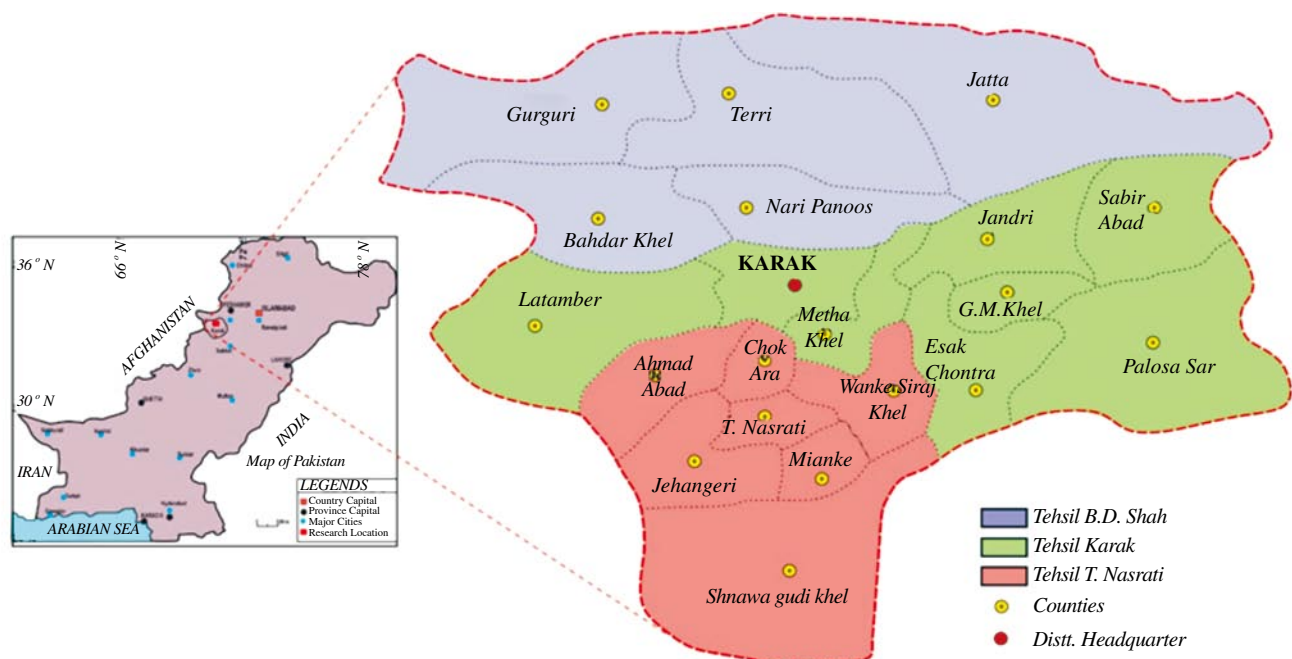 Gurguri
Terri
Jatta
Bahdar Khel
Nari Panoos
Jandri
Sabir
Abad
KARAK
Latamber
Metha
Khel
G.M.Khel
Esak
Chontra
Palosa Sar
Ahmad
Abad
Chok
Ara
Wanke Siraj
Khel
T. Nasrati
Jehangeri
Mianke
Shnawa gudi khel
Tehsil B.D. Shah
Tehsil Karak
Tehsil T. Nasrati
Counties
Distt. Headquarter
36° N
66° N
78° N
30° N
AFGHANISTAN
INDIA
IRAN
ARABIAN SEA
Map of Pakistan
LEGENDS
Country Capital
Province Capital
Major Cities
Research Location